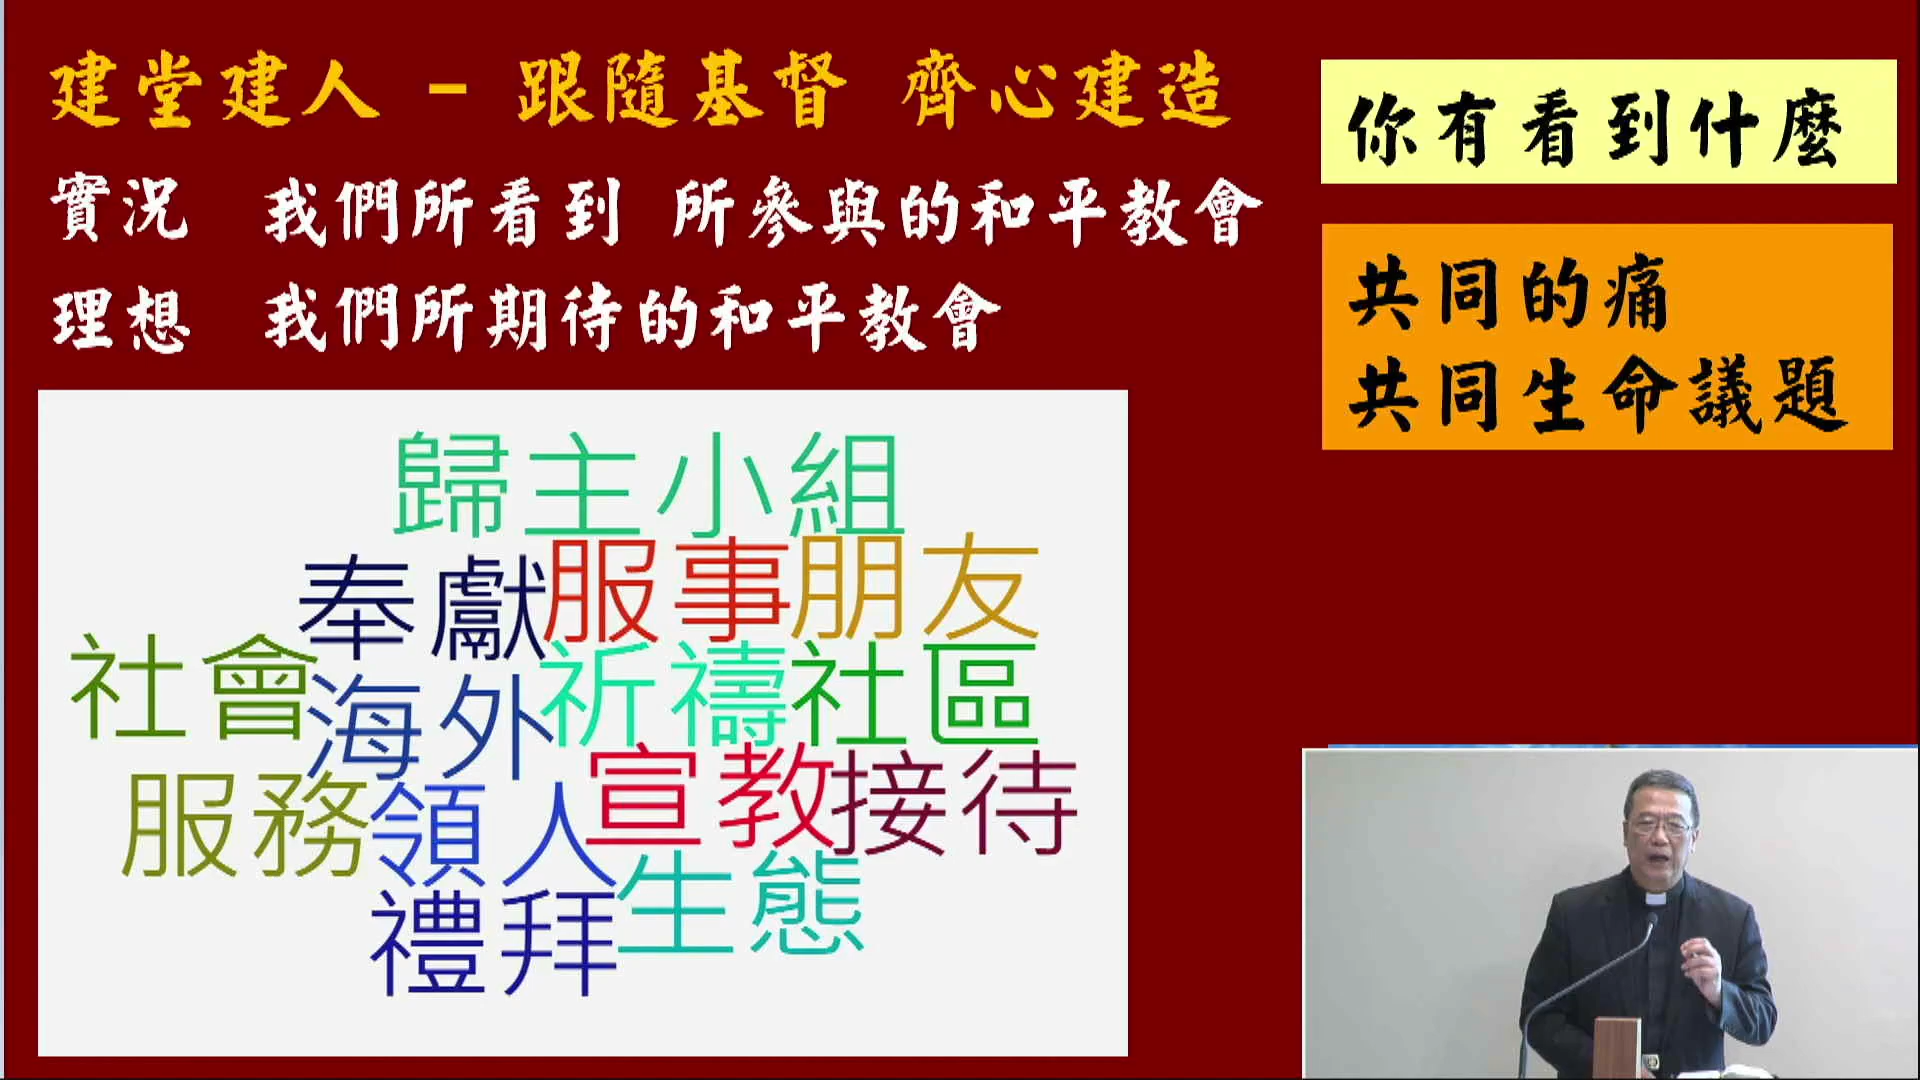 建堂建人 - 跟隨基督 齊心建造
實況 我們所看到 所參與的和平教會
理想 我們所期待的和平教會
你有看到什麼
共同的痛
共同生命議題
歸主小組
奉獻
服事
朋友
社會
海外
祈禱
社區
服務
領人
宣教
接待
禮拜
生態